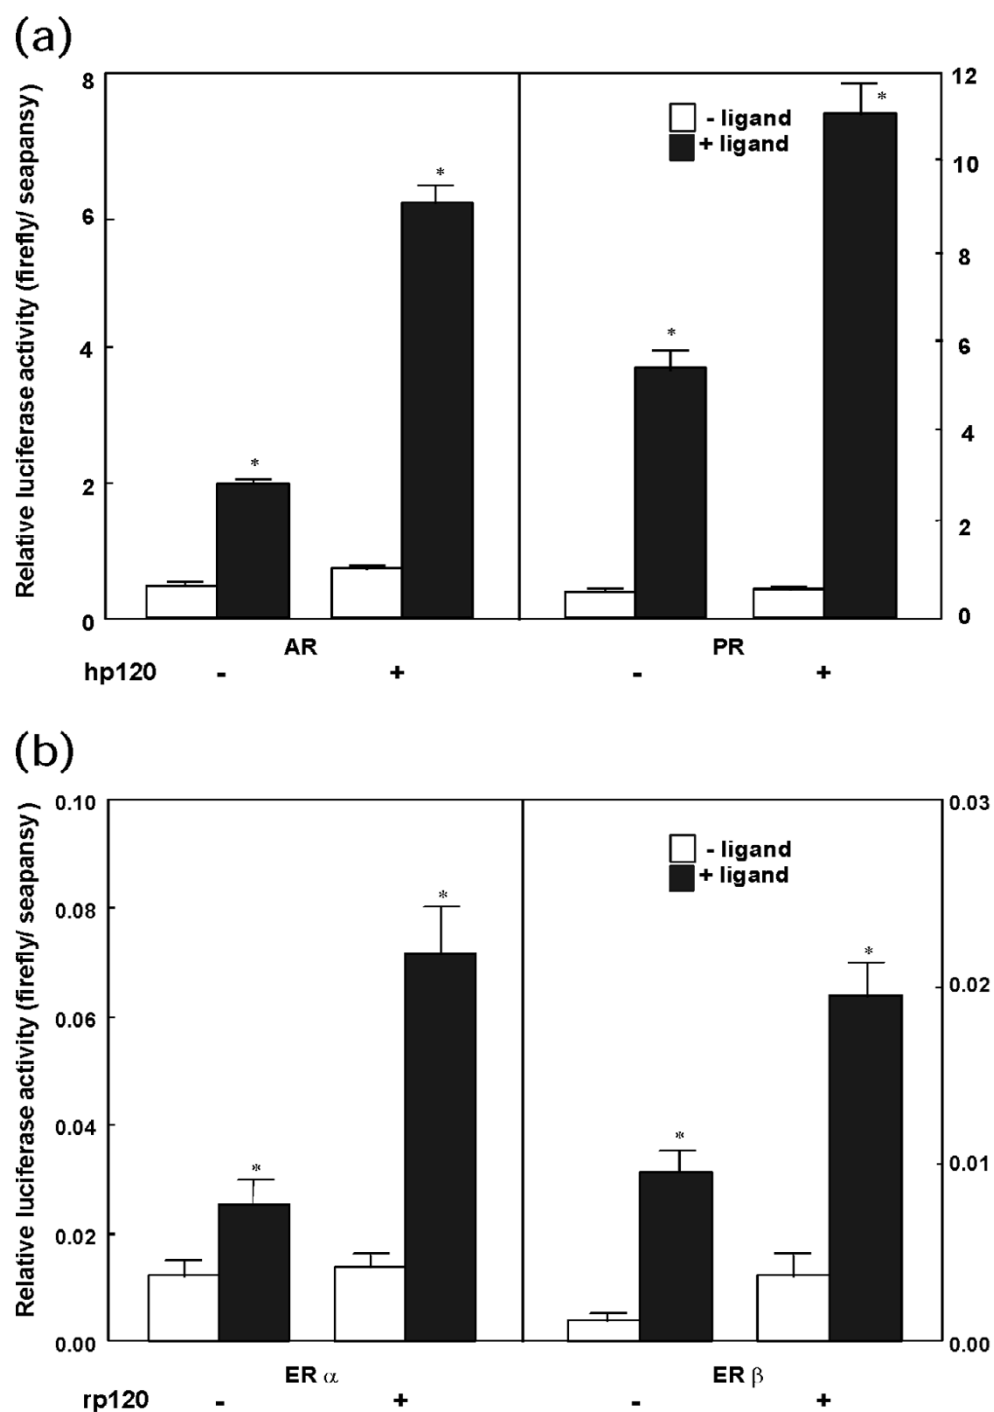 (a)
Relative luciferase activity (firefly/ seapansy)
8
6
4
2
0
12
10
8
6
4
2
0
- ligand
+ ligand
*
*
*
*
AR
PR
hp120 - + - +
(b)
Relative luciferase activity (firefly/ seapansy)
0.10
0.08
0.06
0.04
0.02
0.00
0.03
0.02
0.01
0.00
- ligand
+ ligand
*
*
*
*
ER α
ER β
rp120 - + - +